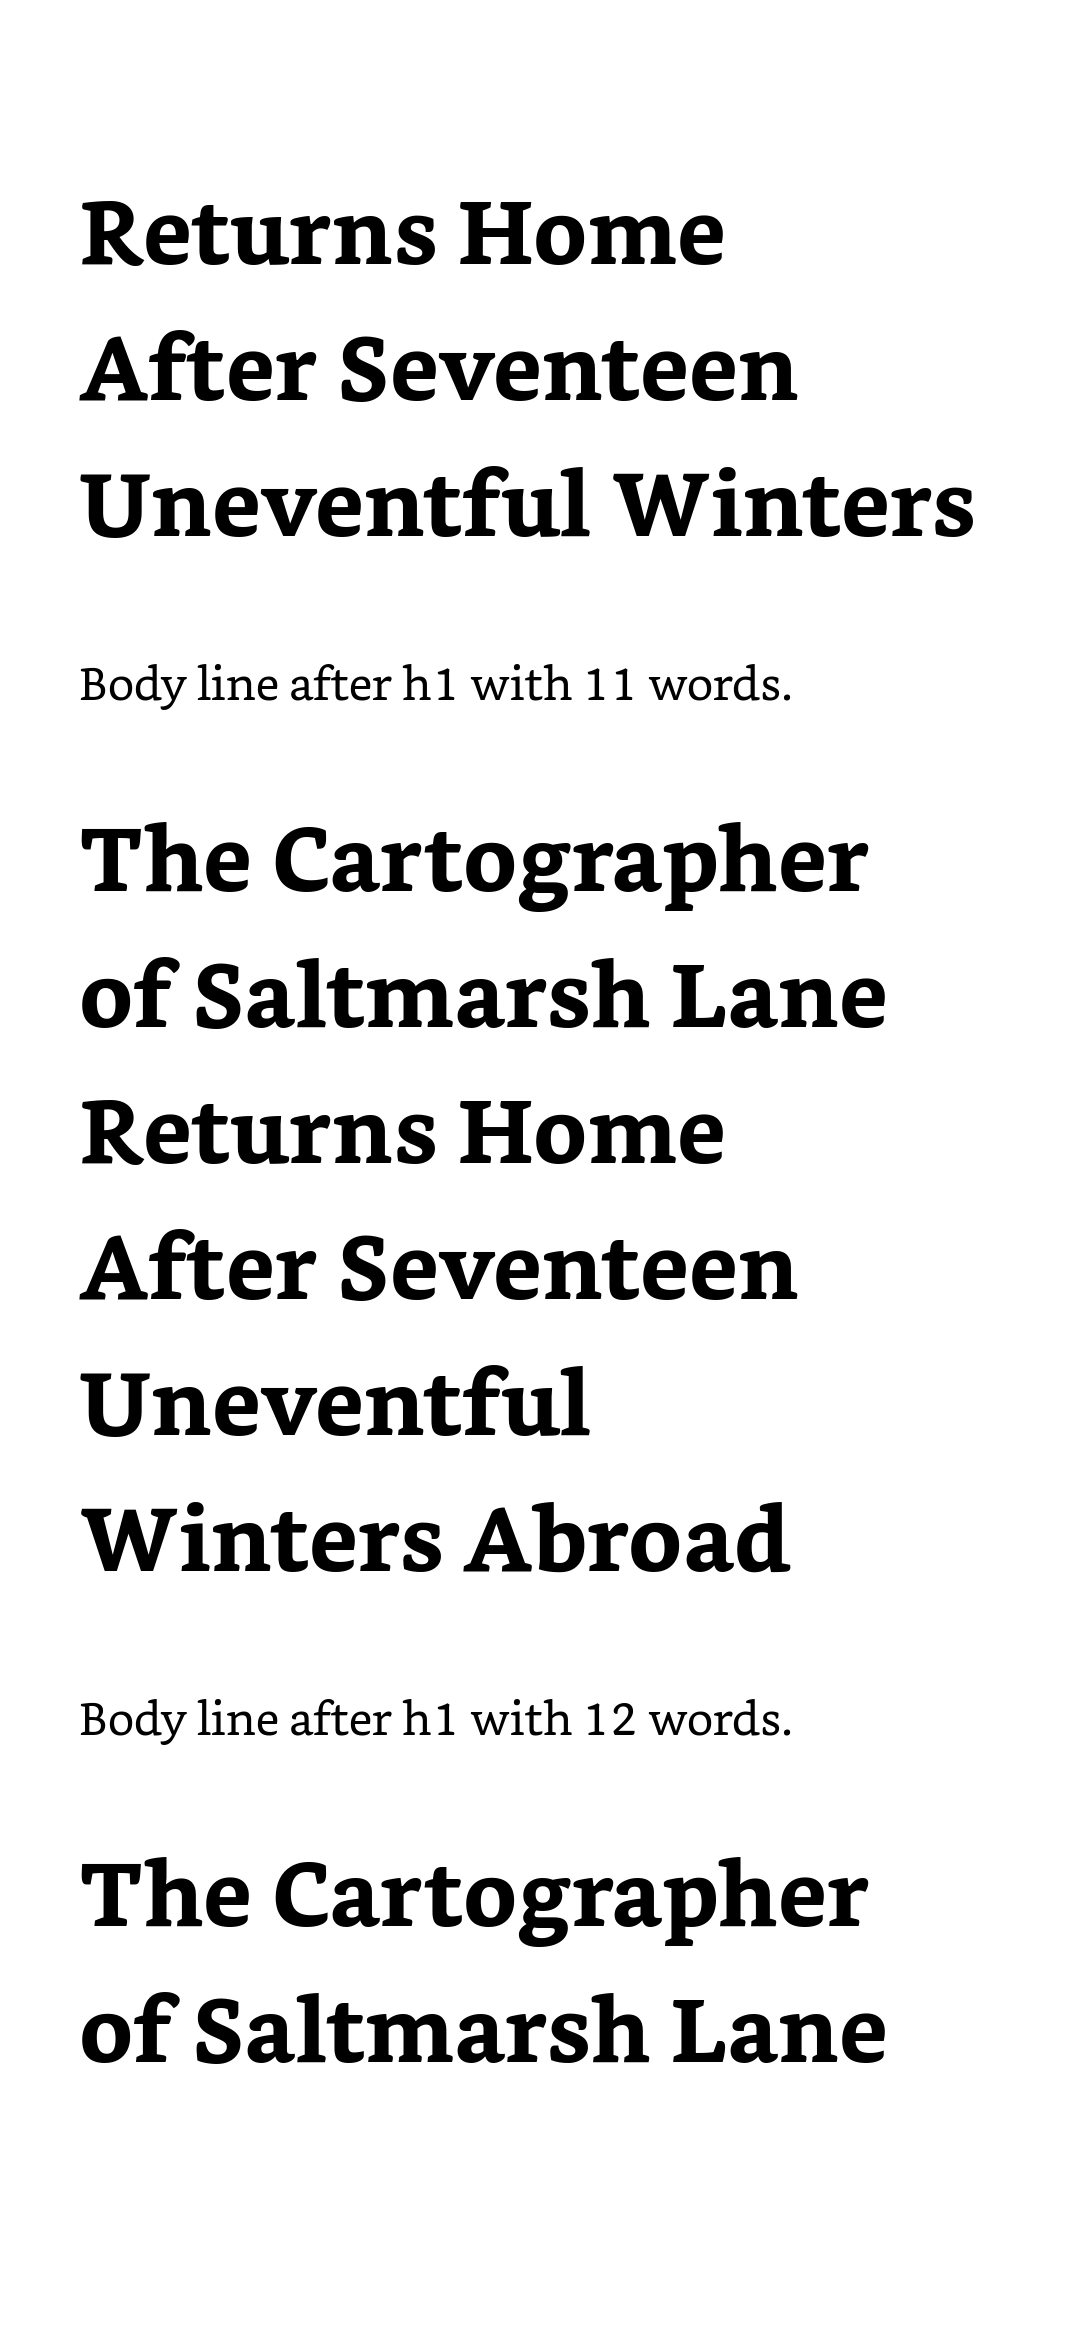 Returns Home
After Seventeen
Uneventful Winters
Body line after h1 with 11 words.
The Cartographer
of Saltmarsh Lane
Returns Home
After Seventeen
Uneventful
Winters Abroad
Body line after h1 with 12 words.
The Cartographer
of Saltmarsh Lane